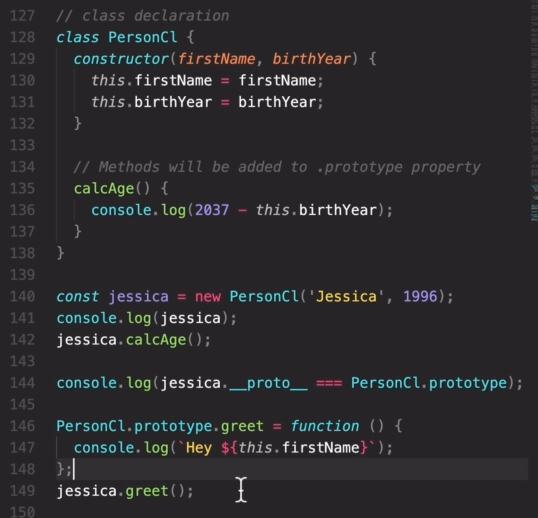 127 // class declaration
128 class PersonCl {
129   constructor(firstName, birthYear) {
130     this.firstName = firstName;
131     this.birthYear = birthYear;
132   }
133
134   // Methods will be added to .prototype property
135   calcAge() {
136     console.log(2037 - this.birthYear);
137   }
138 }
139
140 const jessica = new PersonCl('Jessica', 1996);
141 console.log(jessica);
142 jessica.calcAge();
143
144 console.log(jessica.__proto__ === PersonCl.prototype);
145
146 PersonCl.prototype.greet = function () {
147   console.log(`Hey ${this.firstName}`);
148 };
149 jessica.greet();
150